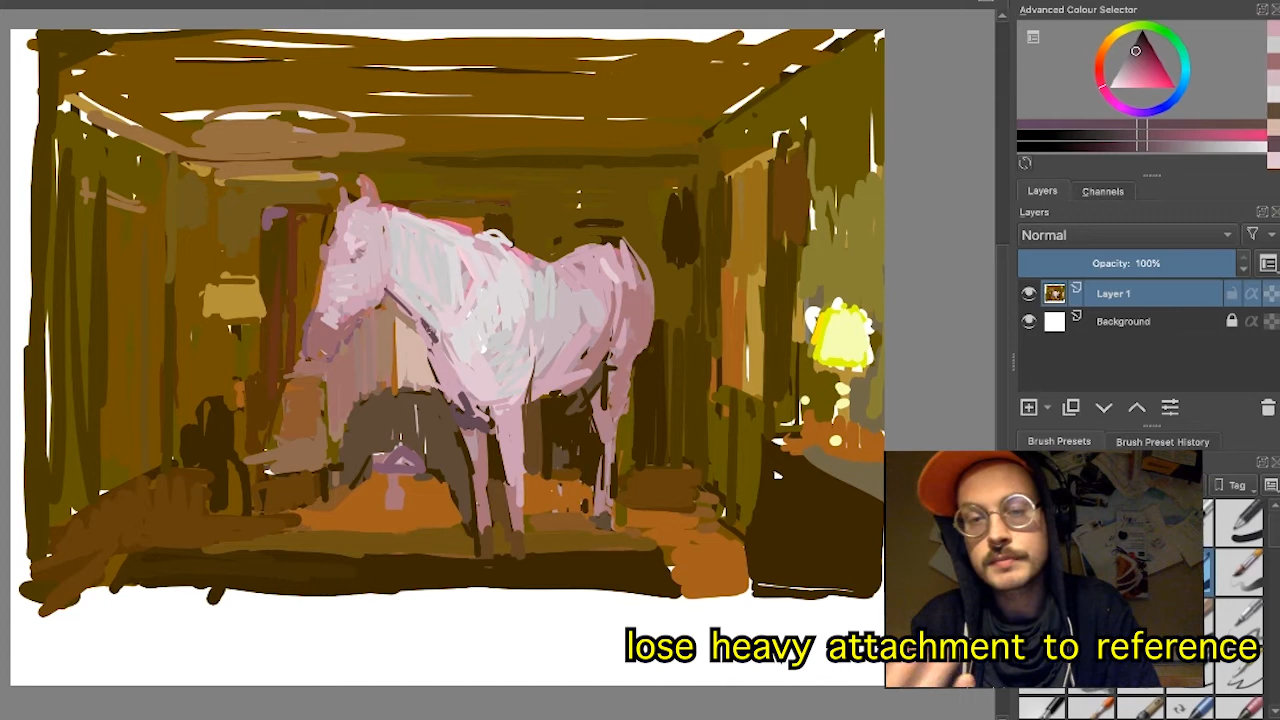 Advanced Colour Selector
Layers
Channels
Layers
Normal
Opacity: 100%
Layer 1
Background
Brush Presets
Brush Preset History
Tag
lose heavy attachment to reference